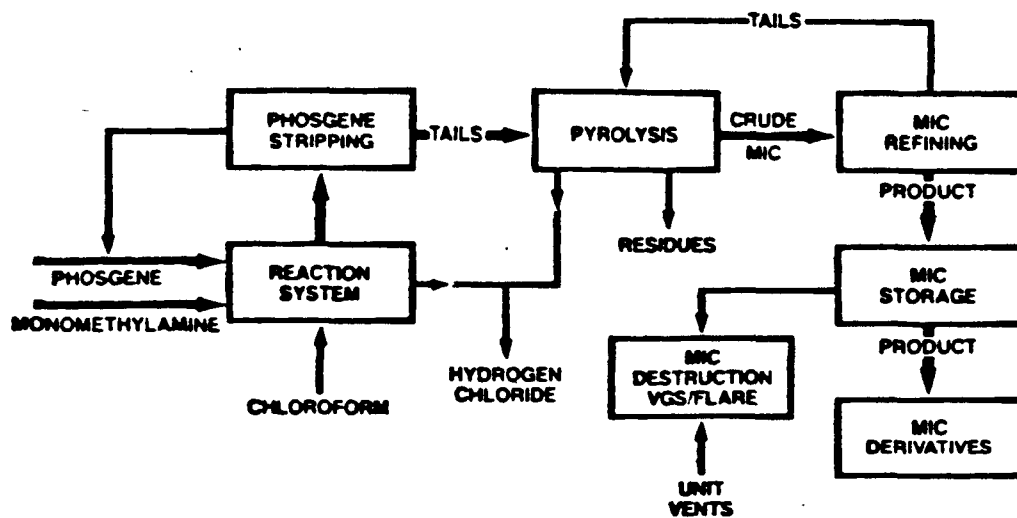 TAILS
PHOSGENE
STRIPPING
TAILS
PYROLYSIS
CRUDE
MIC
MIC
REFINING
PRODUCT
RESIDUES
PHOSGENE
MONOMETHYLAMINE
REACTION
SYSTEM
MIC
STORAGE
PRODUCT
HYDROGEN
CHLORIDE
CHLOROFORM
MIC
DESTRUCTION
VGS/FLARE
MIC
DERIVATIVES
UNIT
VENTS